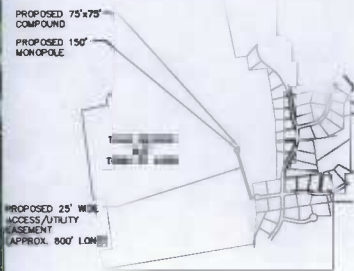 PROPOSED 75'x75'
COMPOUND
PROPOSED 150'
MONOPOLE
PROPOSED 25' WIDE
ACCESS/UTILITY
EASEMENT
(APPROX. 800' LONG